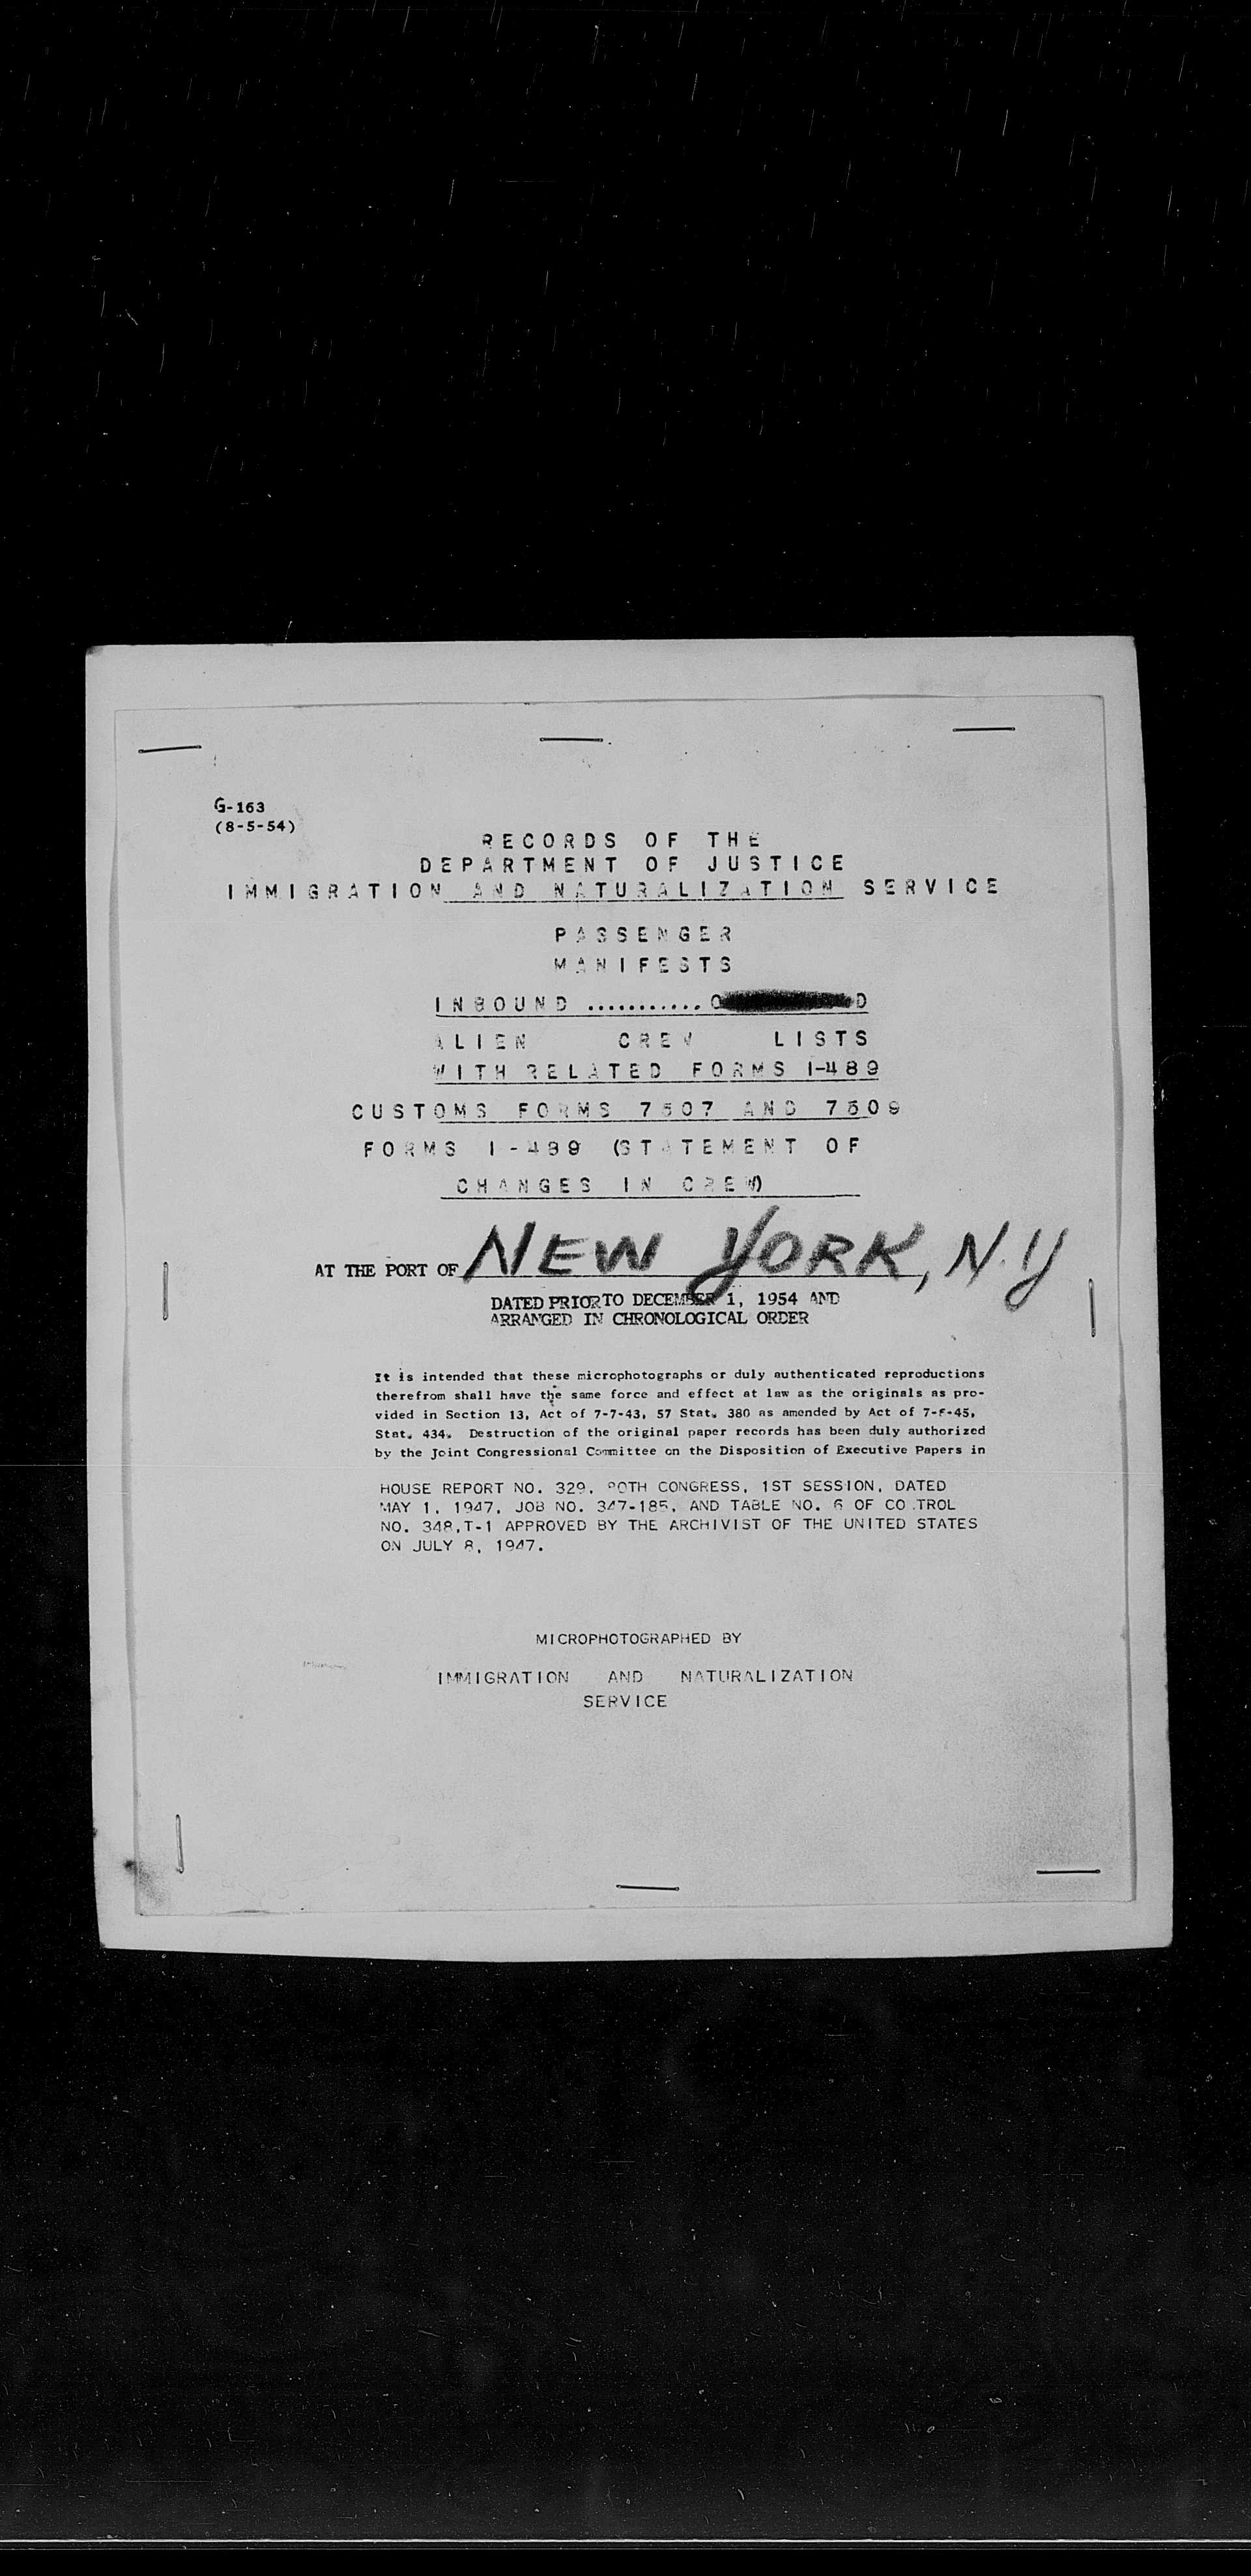 G-163
(8-5-54)
RECORDS OF THE
DEPARTMENT OF JUSTICE
IMMIGRATION AND NATURALIZATION SERVICE
PASSENGER
MANIFESTS
INBOUND ...........O D
ALIEN CREW LISTS
WITH RELATED FORMS I-489
CUSTOMS FORMS 7507 AND 7509
FORMS I-489 (STATEMENT OF
CHANGES IN CREW)
AT THE PORT OF NEW YORK, N.Y
DATED PRIOR TO DECEMBER 1, 1954 AND
ARRANGED IN CHRONOLOGICAL ORDER
It is intended that these microphotographs or duly authenticated reproductions
therefrom shall have the same force and effect at law as the originals as pro-
vided in Section 13, Act of 7-7-43, 57 Stat. 380 as amended by Act of
Stat. 434. Destruction of the original paper records has been duly authorized
by the Joint Congressional Committee on the Disposition of Executive Papers in
HOUSE REPORT NO. 329, 80TH CONGRESS, 1ST SESSION, DATED
MAY 1, 1947, JOB NO. 347-185, AND TABLE NO. 6 OF CO TROL
NO. 348,T-1 APPROVED BY THE ARCHIVIST OF THE UNITED STATES
ON JULY 8, 1947.
MICROPHOTOGRAPHED BY
IMMIGRATION AND NATURALIZATION
SERVICE